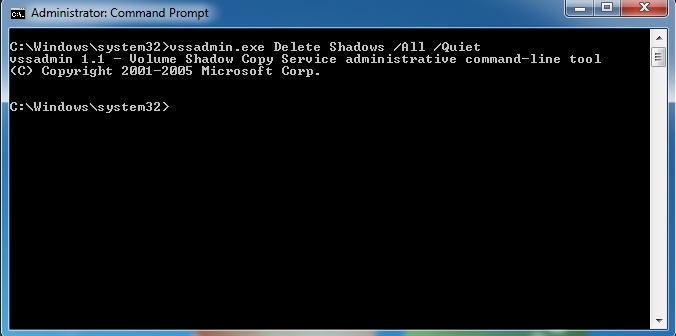 Administrator: Command Prompt
C:\Windows\system32>vssadmin.exe Delete Shadows /All /Quiet
vssadmin 1.1 - Volume Shadow Copy Service administrative command-line tool
(C) Copyright 2001-2005 Microsoft Corp.
C:\Windows\system32>